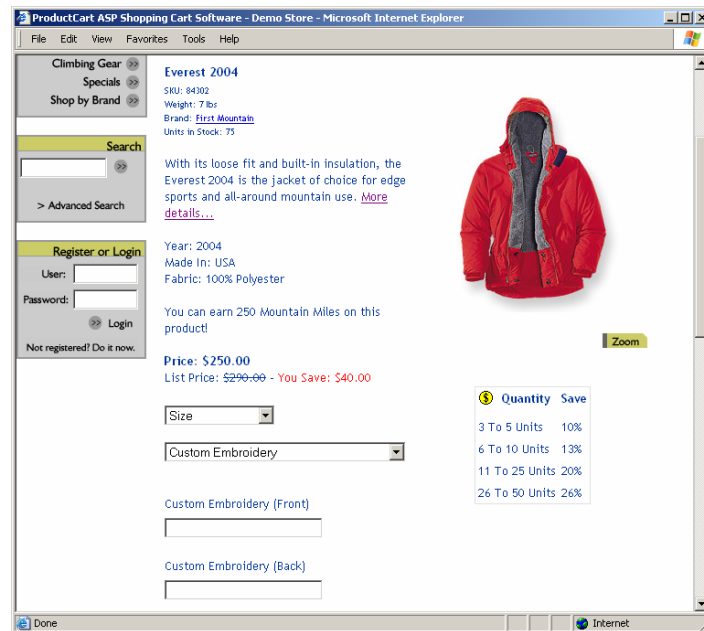 ProductCart ASP Shopping Cart Software - Demo Store - Microsoft Internet Explorer
File Edit View Favorites Tools Help
Climbing Gear
Specials
Shop by Brand
Search
> Advanced Search
Register or Login
User:
Password:
Login
Not registered? Do it now.
Everest 2004
SKU: 84302
Weight: 7 lbs
Brand: First Mountain
Units in Stock: 75
With its loose fit and built-in insulation, the
Everest 2004 is the jacket of choice for edge
sports and all-around mountain use. More
details...
Year: 2004
Made In: USA
Fabric: 100% Polyester
You can earn 250 Mountain Miles on this
product!
Price: $250.00
List Price: $290.00 - You Save: $40.00
Size
Custom Embroidery
Custom Embroidery (Front)
Custom Embroidery (Back)
Zoom
$ Quantity Save
3 To 5 Units 10%
6 To 10 Units 13%
11 To 25 Units 20%
26 To 50 Units 26%
Done
Internet